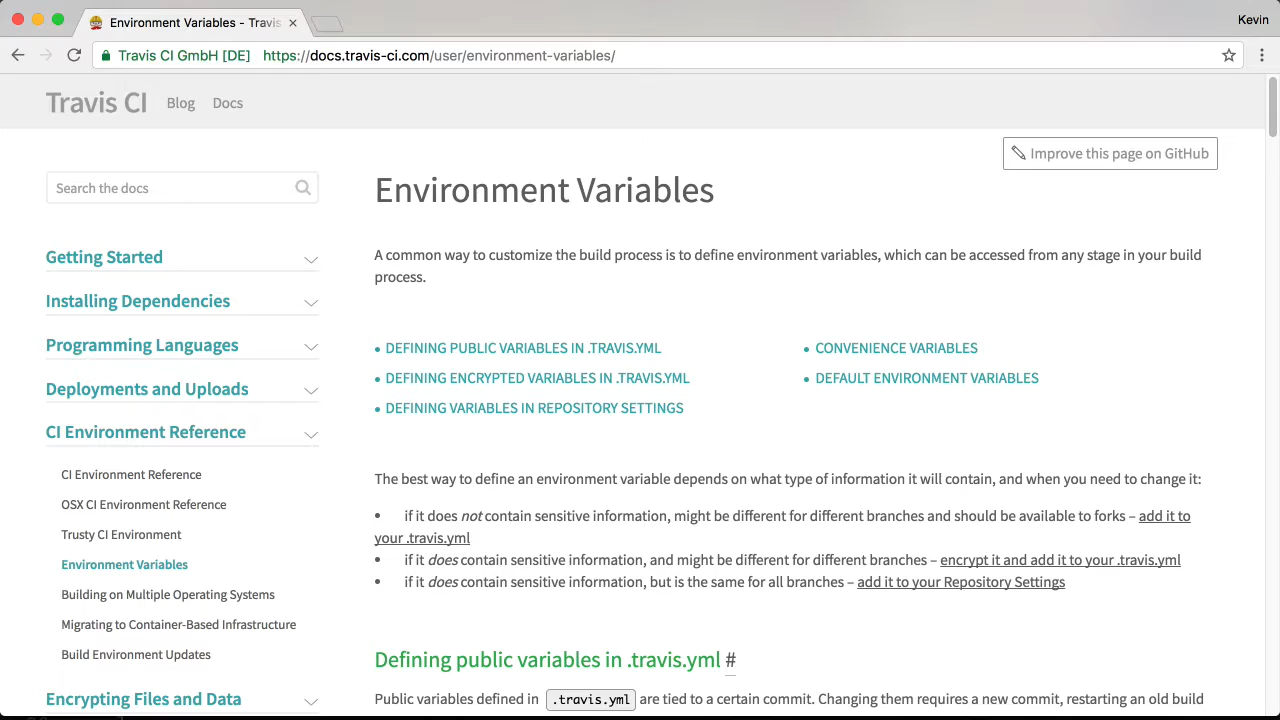 Environment Variables - Travis
Kevin
Travis CI GmbH [DE] https://docs.travis-ci.com/user/environment-variables/
Travis CI Blog Docs
Improve this page on GitHub
Search the docs
Getting Started
Installing Dependencies
Programming Languages
Deployments and Uploads
CI Environment Reference
CI Environment Reference
OSX CI Environment Reference
Trusty CI Environment
Environment Variables
Building on Multiple Operating Systems
Migrating to Container-Based Infrastructure
Build Environment Updates
Encrypting Files and Data
Environment Variables
A common way to customize the build process is to define environment variables, which can be accessed from any stage in your build
process.
• DEFINING PUBLIC VARIABLES IN .TRAVIS.YML
• DEFINING ENCRYPTED VARIABLES IN .TRAVIS.YML
• DEFINING VARIABLES IN REPOSITORY SETTINGS
• CONVENIENCE VARIABLES
• DEFAULT ENVIRONMENT VARIABLES
The best way to define an environment variable depends on what type of information it will contain, and when you need to change it:
• if it does not contain sensitive information, might be different for different branches and should be available to forks – add it to
your .travis.yml
• if it does contain sensitive information, and might be different for different branches – encrypt it and add it to your .travis.yml
• if it does contain sensitive information, but is the same for all branches – add it to your Repository Settings
Defining public variables in .travis.yml #
Public variables defined in .travis.yml are tied to a certain commit. Changing them requires a new commit, restarting an old build